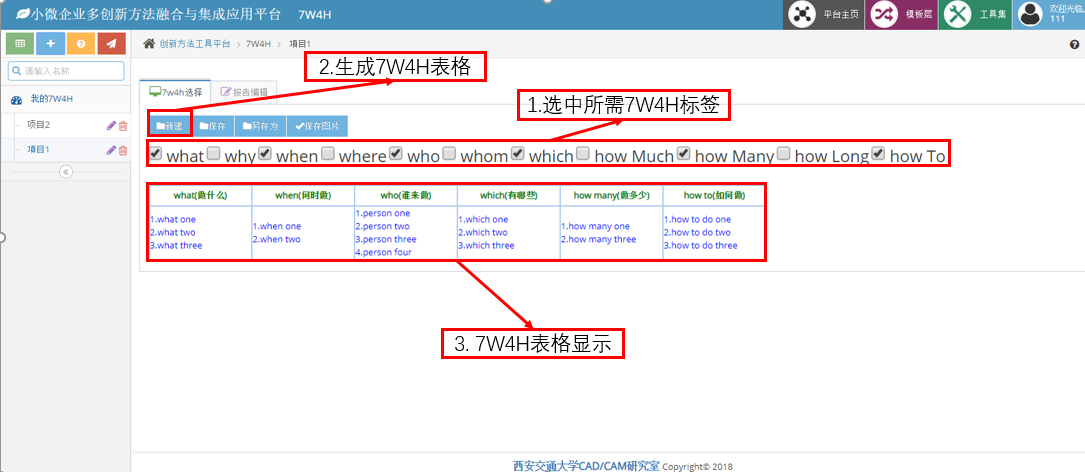 小微企业多创新方法融合与集成应用平台 7W4H
平台主页 模板层 工具集 欢迎光临,
111
创新方法工具平台 > 7W4H > 项目1
请输入名称
我的7W4H
项目2
项目1
2.生成7W4H表格
7w4h选择 报告编辑
1.选中所需7W4H标签
新建 保存 另存为 保存图片
what why when where who whom which how Much how Many how Long how To
what(做什么) when(何时做) who(谁来做) which(有哪些) how many(做多少) how to(如何做)
1.what one
2.what two
3.what three
1.when one
2.when two
1.person one
2.person two
3.person three
4.person four
1.which one
2.which two
3.which three
1.how many one
2.how many three
1.how to do one
2.how to do two
3.how to do three
3. 7W4H表格显示
西安交通大学CAD/CAM研究室 Copyright© 2018